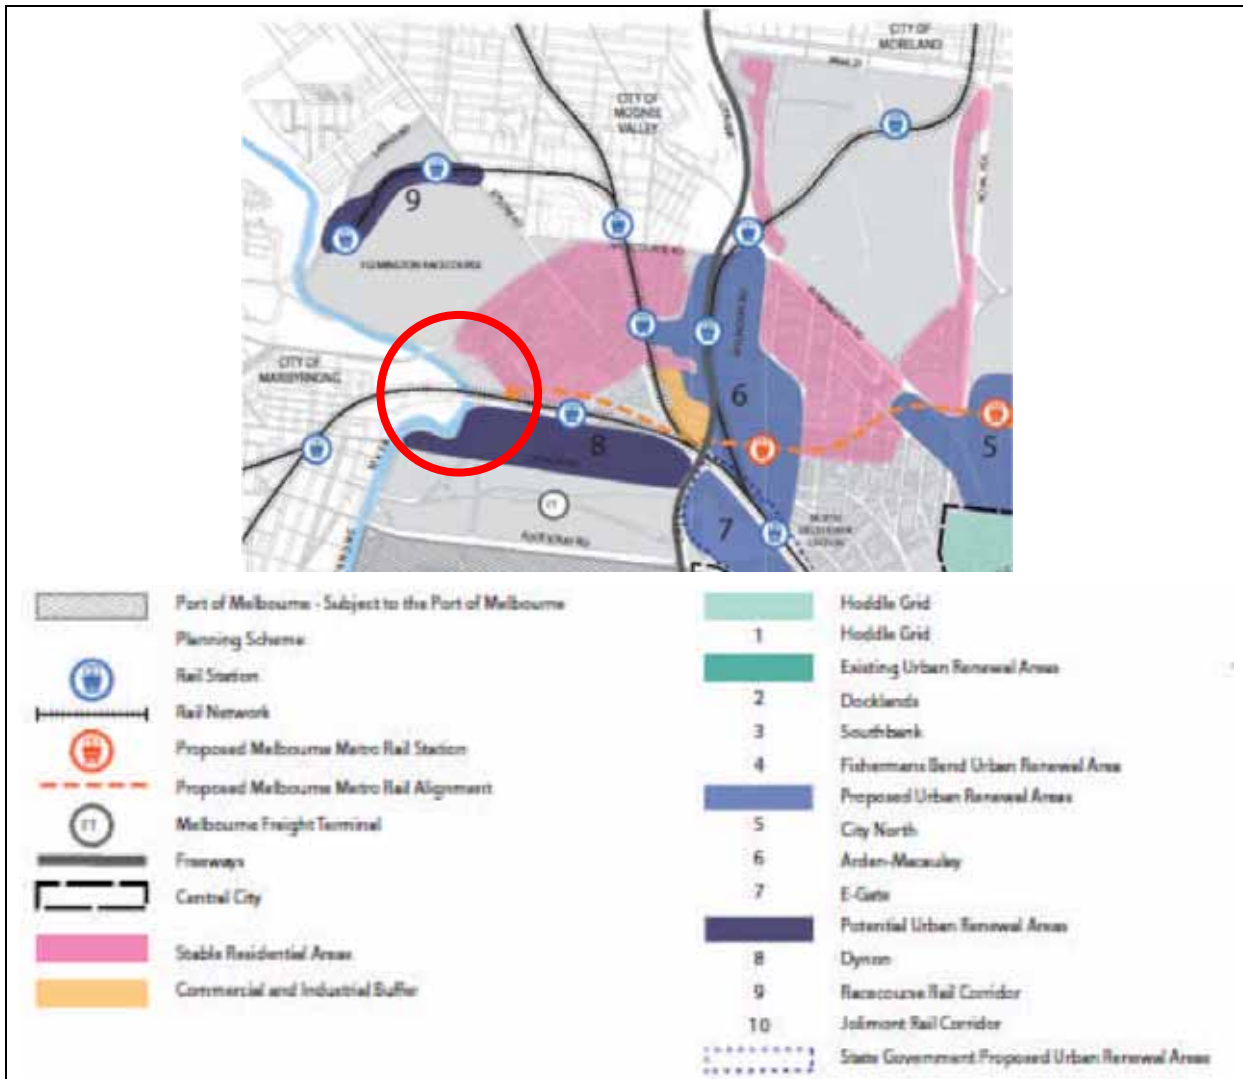 CITY OF
MORELAND
CITY OF
MOONEE
VALLEY
9
FLEMINGTON RACECOURSE
CITY OF
MARIBYRNONG
6
5
8
7
FT
Port of Melbourne - Subject to the Port of Melbourne
Planning Scheme
Rail Station
Rail Network
Proposed Melbourne Metro Rail Station
Proposed Melbourne Metro Rail Alignment
FT
Melbourne Freight Terminal
Freeways
Central City
Stable Residential Areas
Commercial and Industrial Buffer
Hoddle Grid
1 Hoddle Grid
Existing Urban Renewal Areas
2 Docklands
3 Southbank
4 Fishermans Bend Urban Renewal Area
Proposed Urban Renewal Areas
5 City North
6 Arden-Macauley
7 E-Gate
Potential Urban Renewal Areas
8 Dynon
9 Racecourse Rail Corridor
10 Jolimont Rail Corridor
State Government Proposed Urban Renewal Areas